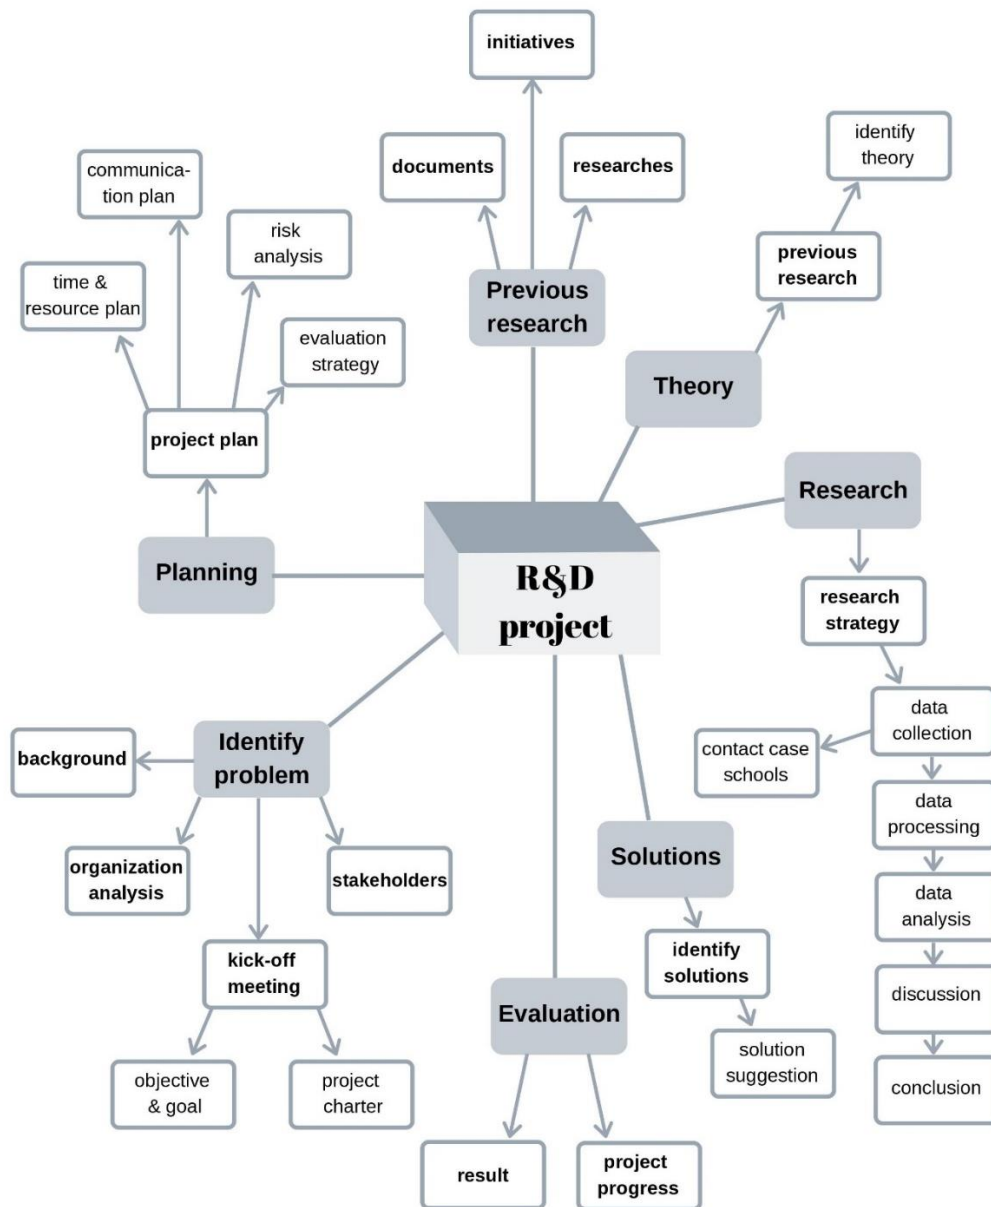 initiatives
documents
researches
identify
theory
communica-
tion plan
risk
analysis
previous
research
time &
resource plan
Previous
research
evaluation
strategy
Theory
project plan
Research
Planning
R&D
project
research
strategy
data
collection
contact case
schools
Identify
problem
background
data
processing
Solutions
organization
analysis
stakeholders
data
analysis
kick-off
meeting
identify
solutions
discussion
Evaluation
solution
suggestion
objective
& goal
project
charter
conclusion
result
project
progress